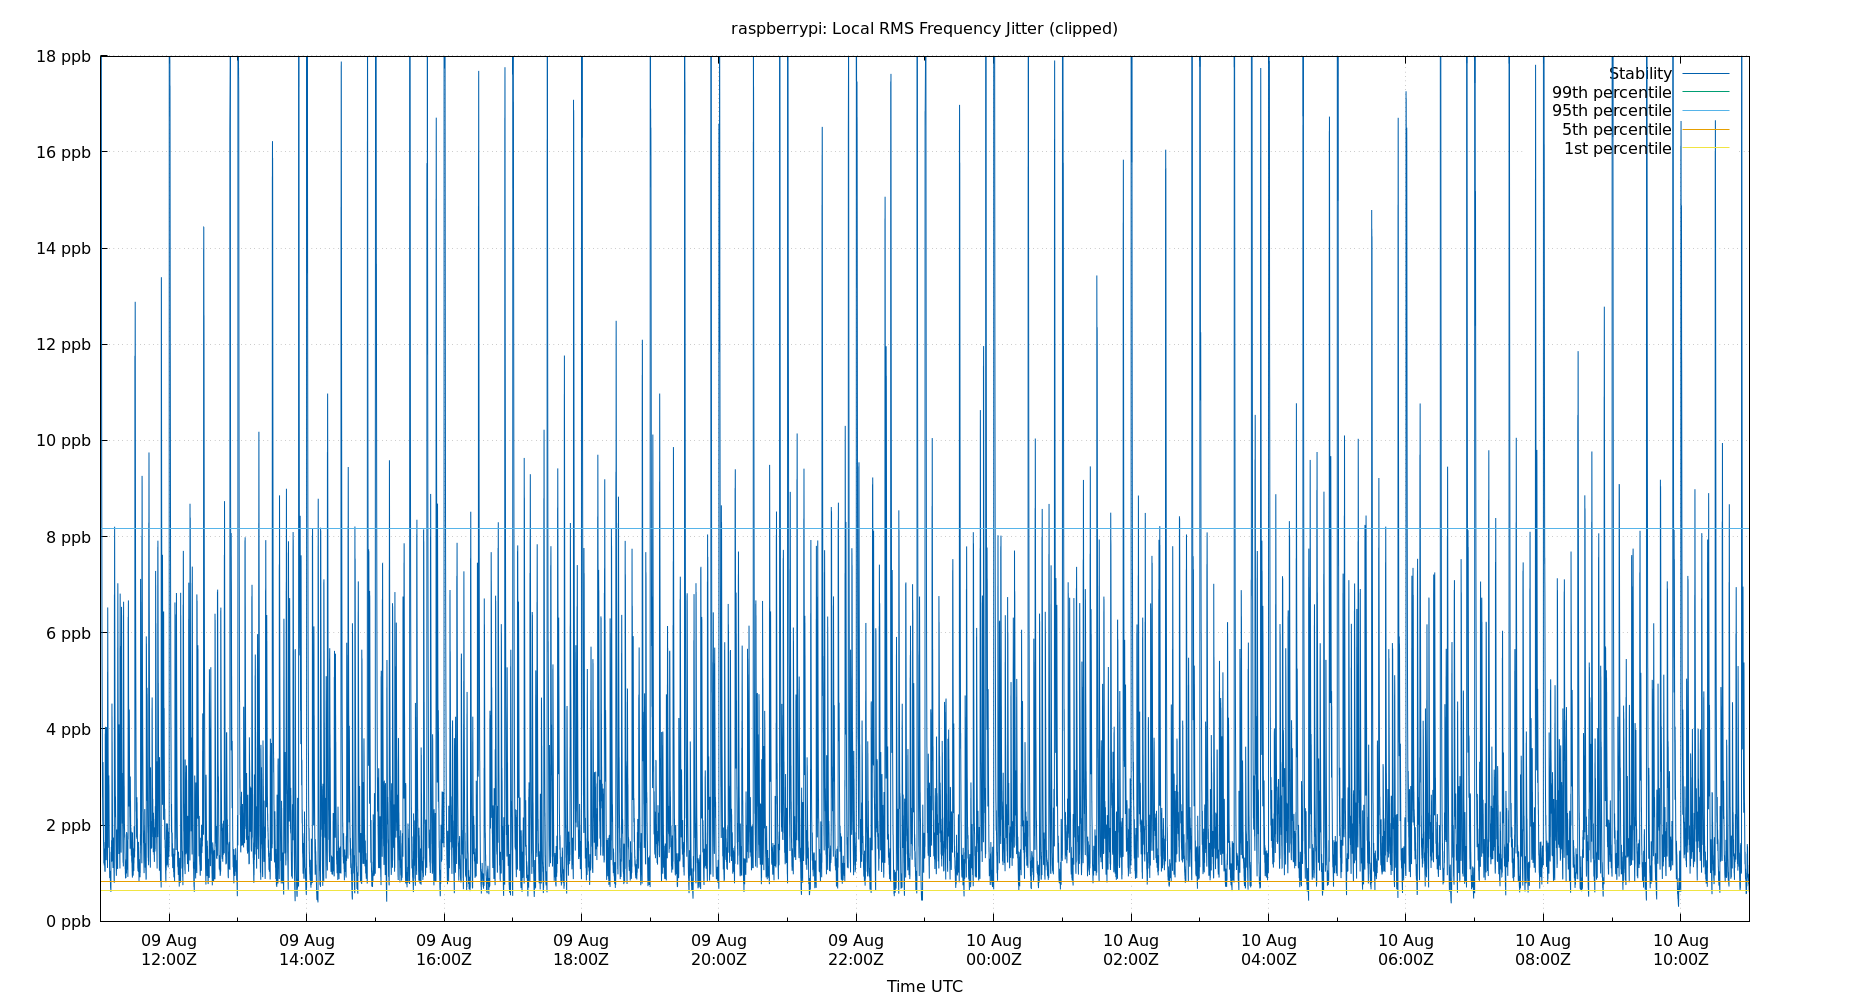 raspberrypi: Local RMS Frequency Jitter (clipped)
18 ppb
16 ppb
14 ppb
12 ppb
10 ppb
8 ppb
6 ppb
4 ppb
2 ppb
0 ppb
Stability
99th percentile
95th percentile
5th percentile
1st percentile
09 Aug 09 Aug 09 Aug 09 Aug 09 Aug 09 Aug 10 Aug 10 Aug 10 Aug 10 Aug 10 Aug 10 Aug
12:00Z 14:00Z 16:00Z 18:00Z 20:00Z 22:00Z 00:00Z 02:00Z 04:00Z 06:00Z 08:00Z 10:00Z
Time UTC